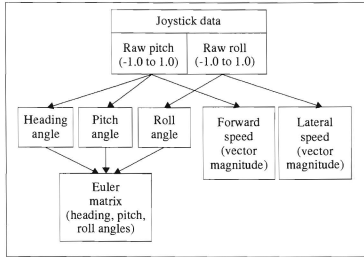 Joystick data
Raw pitch
(-1.0 to 1.0)
Raw roll
(-1.0 to 1.0)
Heading
angle
Pitch
angle
Roll
angle
Forward
speed
(vector
magnitude)
Lateral
speed
(vector
magnitude)
Euler
matrix
(heading, pitch,
roll angles)